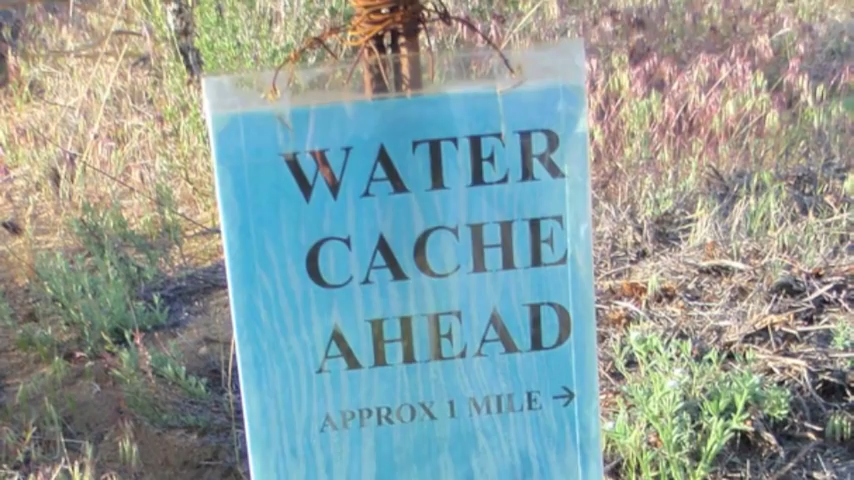 WATER
CACHE
AHEAD
APPROX 1 MILE →